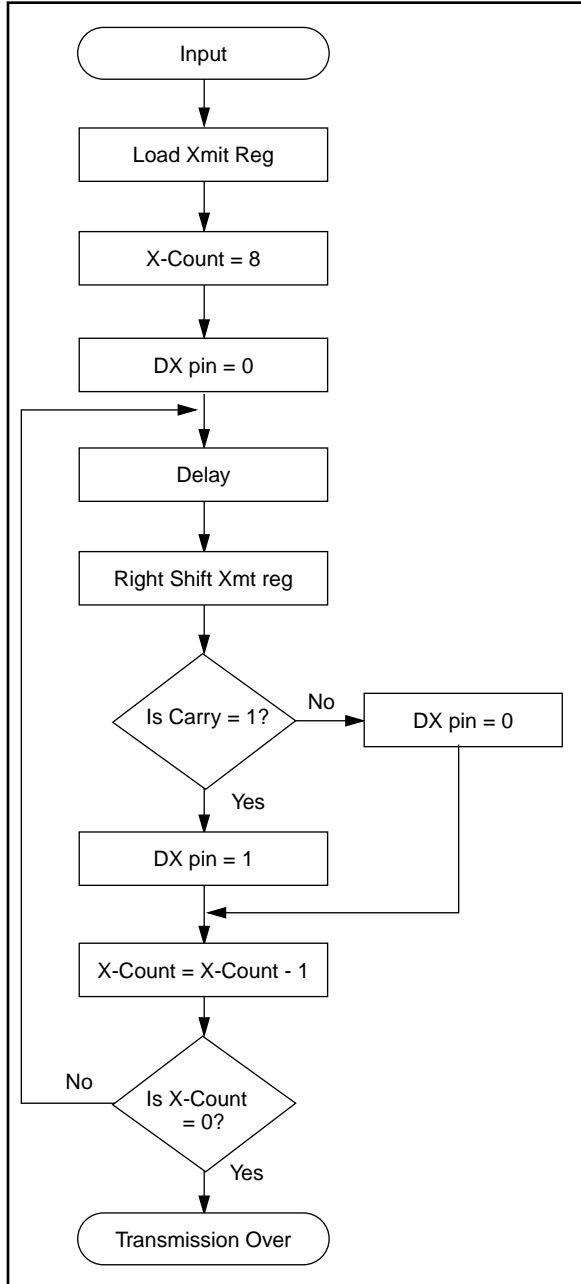 Input
Load Xmit Reg
X-Count = 8
DX pin = 0
Delay
Right Shift Xmt reg
Is Carry = 1?
No
DX pin = 0
Yes
DX pin = 1
X-Count = X-Count - 1
No
Is X-Count
= 0?
Yes
Transmission Over